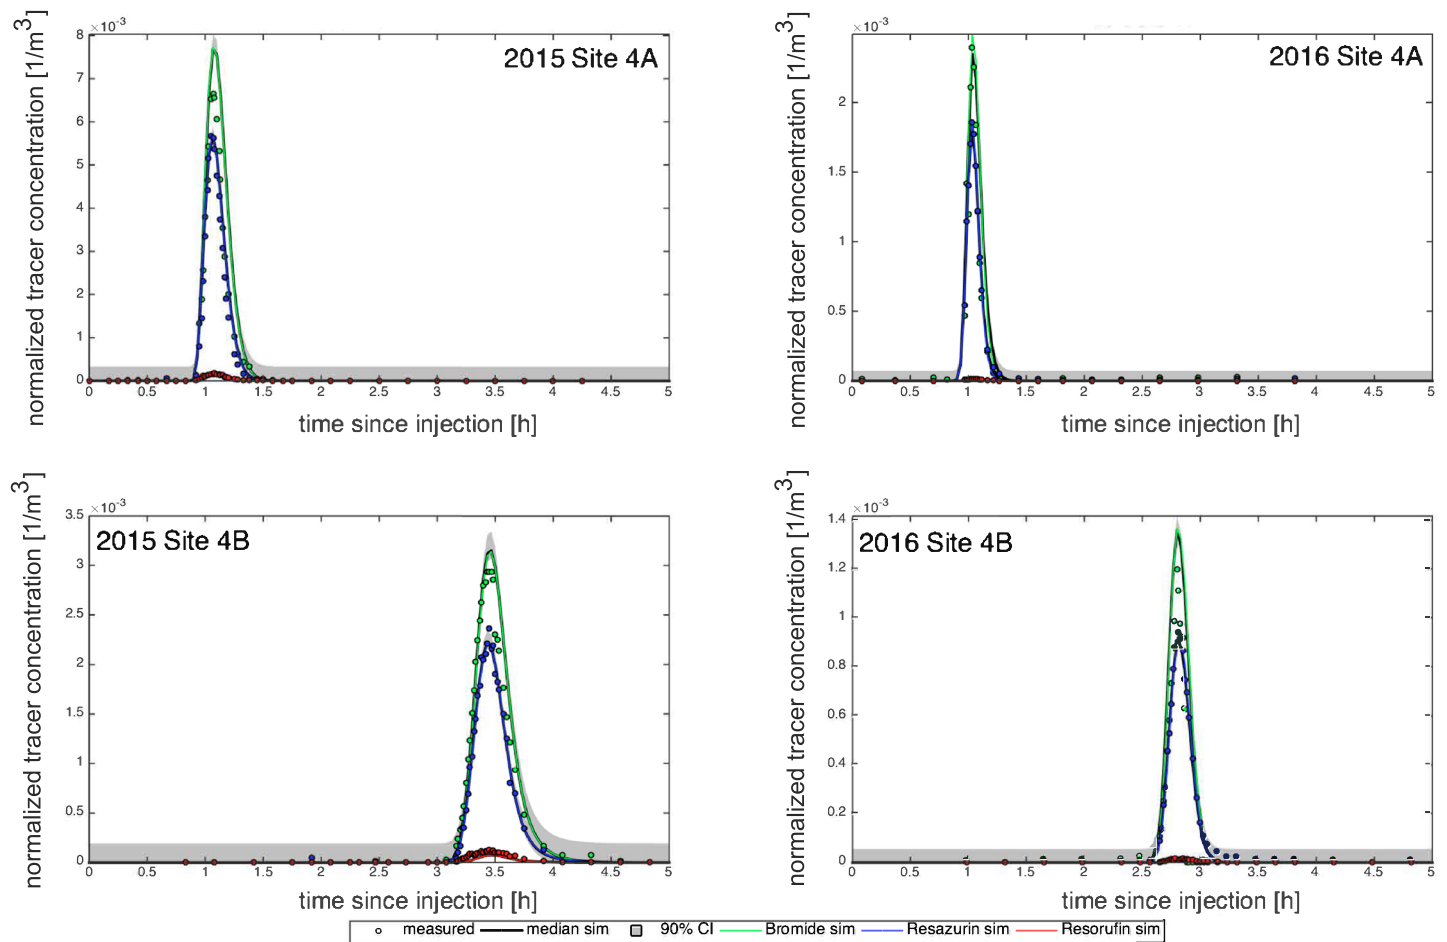 ×10⁻³
8
7
6
5
4
3
2
1
0
normalized tracer concentration [1/m³]
2015 Site 4A
0 0.5 1 1.5 2 2.5 3 3.5 4 4.5 5
time since injection [h]
×10⁻³
2
1.5
1
0.5
0
normalized tracer concentration [1/m³]
2016 Site 4A
0 0.5 1 1.5 2 2.5 3 3.5 4 4.5 5
time since injection [h]
×10⁻³
3.5
3
2.5
2
1.5
1
0.5
0
normalized tracer concentration [1/m³]
2015 Site 4B
0 0.5 1 1.5 2 2.5 3 3.5 4 4.5 5
time since injection [h]
×10⁻³
1.4
1.2
1
0.8
0.6
0.4
0.2
0
normalized tracer concentration [1/m³]
2016 Site 4B
0 0.5 1 1.5 2 2.5 3 3.5 4 4.5 5
time since injection [h]
measured median sim 90% CI Bromide sim Resazurin sim Resorufin sim